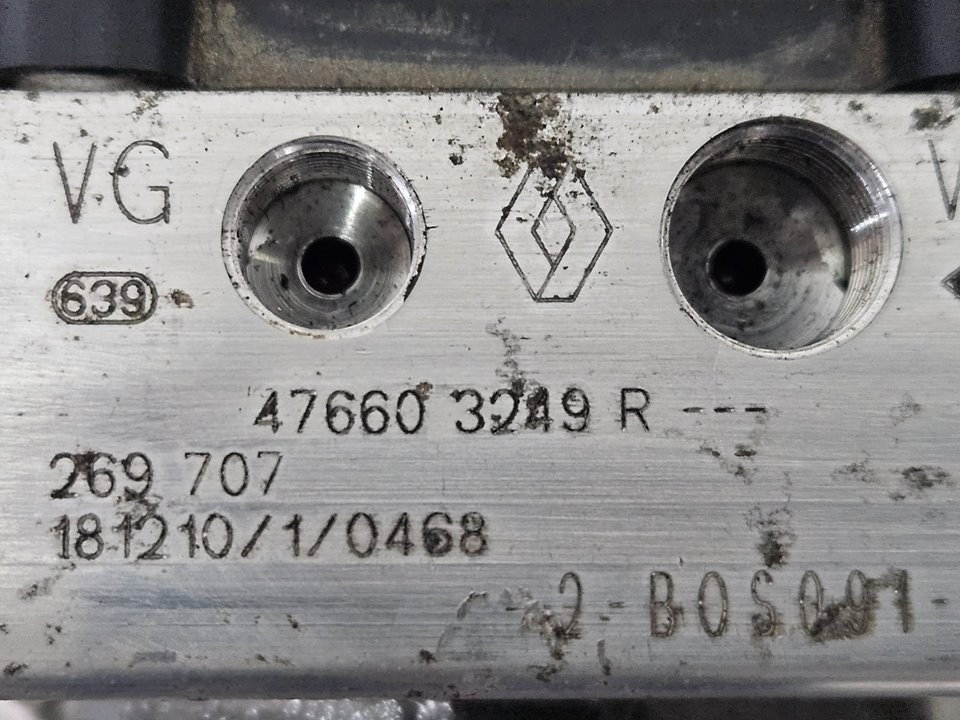 VG
V
639
47660 3249 R ---
269 707
181210/1/0468
2-BOS091-